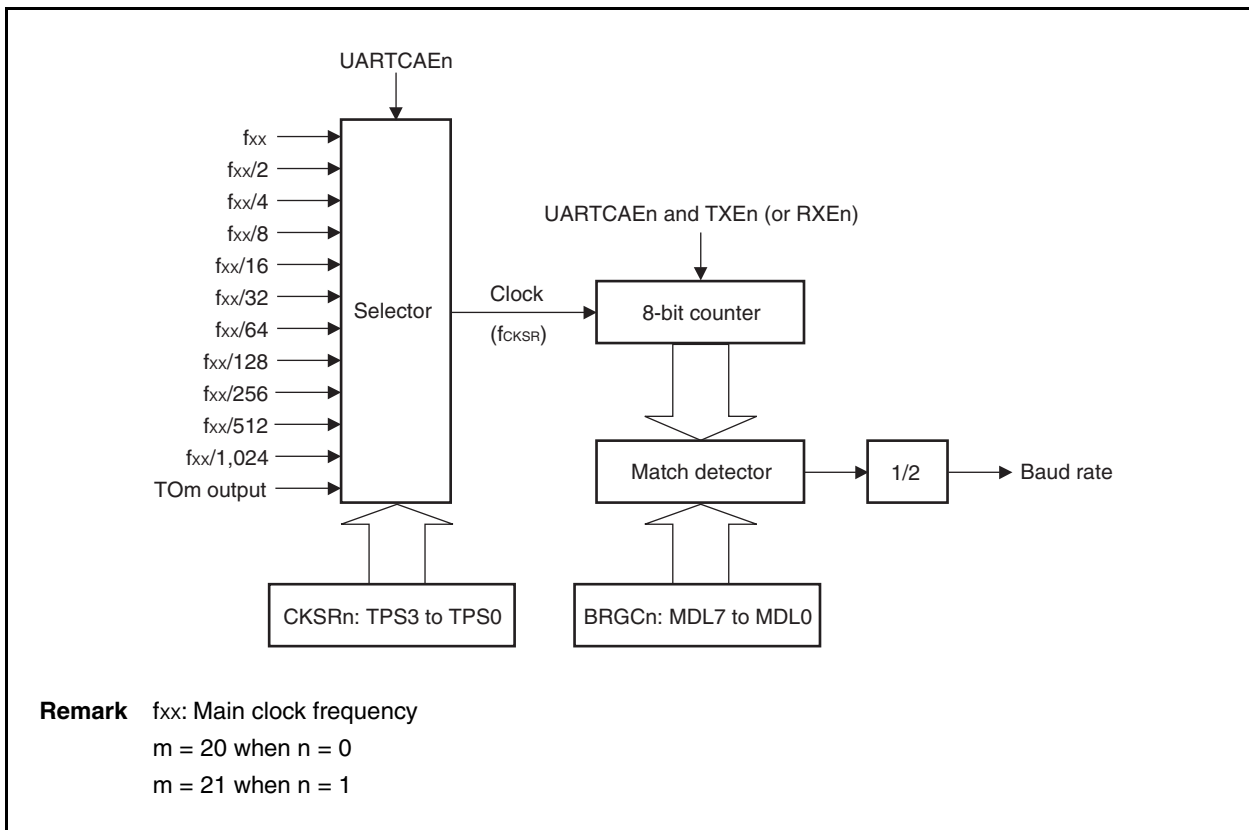 UARTCAEn
fxx
fxx/2
fxx/4
fxx/8
fxx/16
fxx/32
fxx/64
fxx/128
fxx/256
fxx/512
fxx/1,024
TOm output
Selector
Clock
(fCKSR)
UARTCAEn and TXEn (or RXEn)
8-bit counter
Match detector
1/2
Baud rate
CKSRn: TPS3 to TPS0
BRGCn: MDL7 to MDL0
Remark fxx: Main clock frequency
m = 20 when n = 0
m = 21 when n = 1